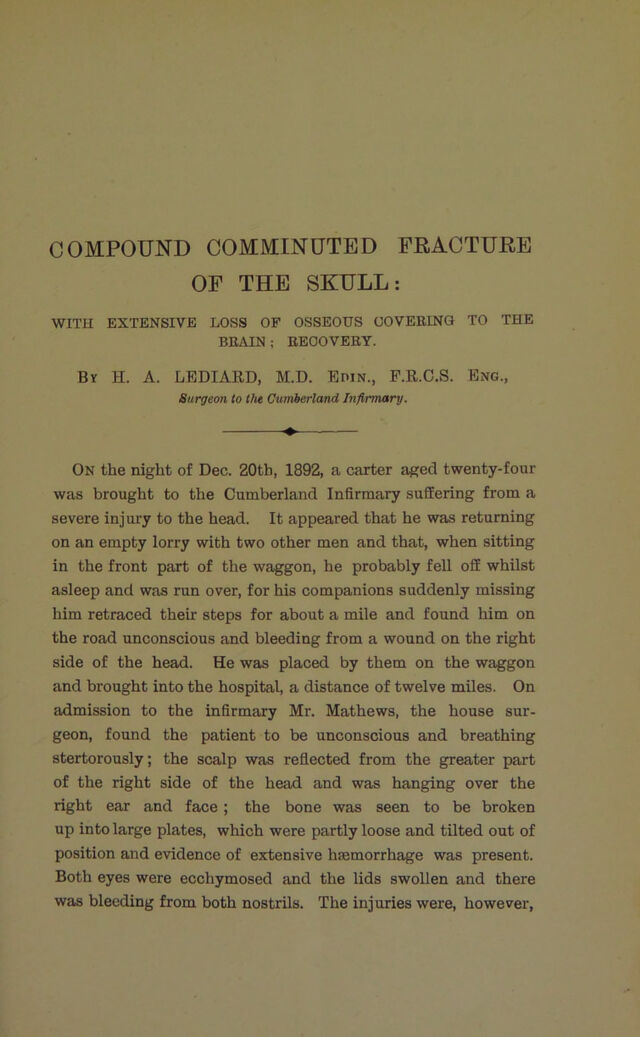 COMPOUND COMMINUTED FRACTURE
OF THE SKULL:
WITH EXTENSIVE LOSS OF OSSEOUS COVERING TO THE
BRAIN; RECOVERY.
By H. A. LEDIARD, M.D. Edin., F.R.C.S. Eng.,
Surgeon to the Cumberland Infirmary.
On the night of Dec. 20th, 1892, a carter aged twenty-four
was brought to the Cumberland Infirmary suffering from a
severe injury to the head. It appeared that he was returning
on an empty lorry with two other men and that, when sitting
in the front part of the waggon, he probably fell off whilst
asleep and was run over, for his companions suddenly missing
him retraced their steps for about a mile and found him on
the road unconscious and bleeding from a wound on the right
side of the head. He was placed by them on the waggon
and brought into the hospital, a distance of twelve miles. On
admission to the infirmary Mr. Mathews, the house sur-
geon, found the patient to be unconscious and breathing
stertorously; the scalp was reflected from the greater part
of the right side of the head and was hanging over the
right ear and face; the bone was seen to be broken
up into large plates, which were partly loose and tilted out of
position and evidence of extensive hæmorrhage was present.
Both eyes were ecchymosed and the lids swollen and there
was bleeding from both nostrils. The injuries were, however,